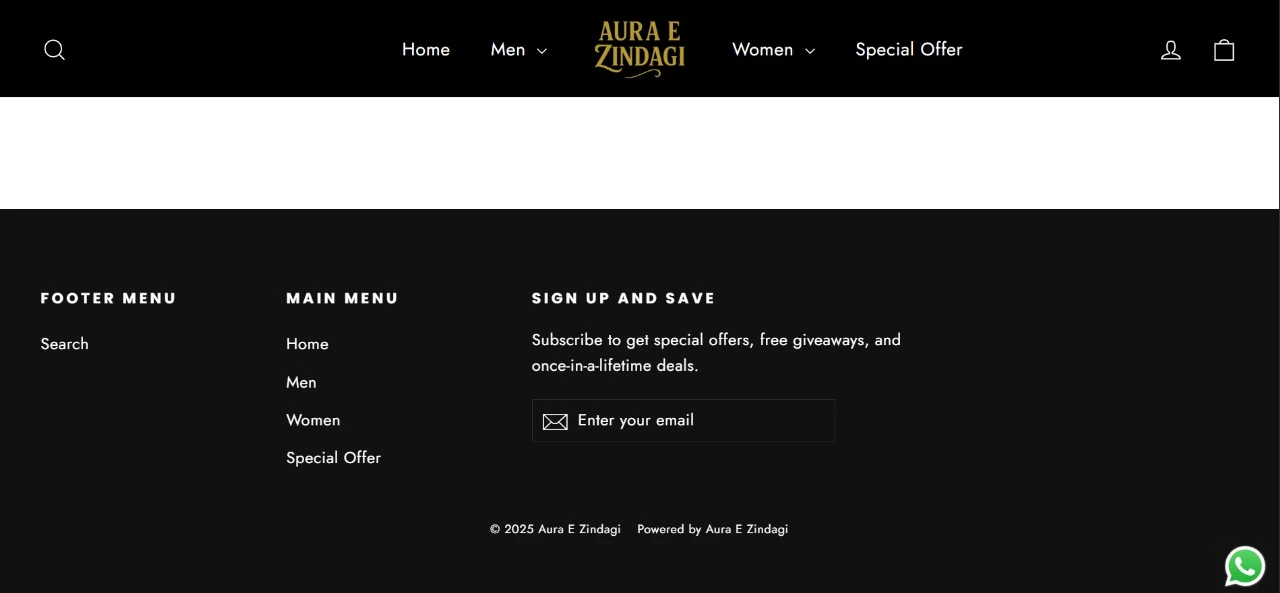 Home
Men
AURA E
ZINDAGI
Women
Special Offer
FOOTER MENU
Search
MAIN MENU
Home
Men
Women
Special Offer
SIGN UP AND SAVE
Subscribe to get special offers, free giveaways, and
once-in-a-lifetime deals.
Enter your email
© 2025 Aura E Zindagi Powered by Aura E Zindagi